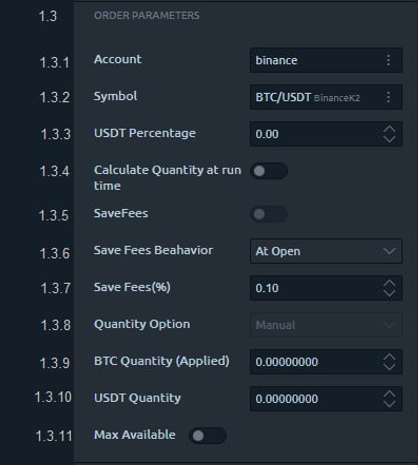 1.3 ORDER PARAMETERS
1.3.1 Account binance
1.3.2 Symbol BTC/USDT BinanceK2
1.3.3 USDT Percentage 0.00
1.3.4 Calculate Quantity at run
time
1.3.5 SaveFees
1.3.6 Save Fees Beahavior At Open
1.3.7 Save Fees(%) 0.10
1.3.8 Quantity Option Manual
1.3.9 BTC Quantity (Applied) 0.00000000
1.3.10 USDT Quantity 0.00000000
1.3.11 Max Available